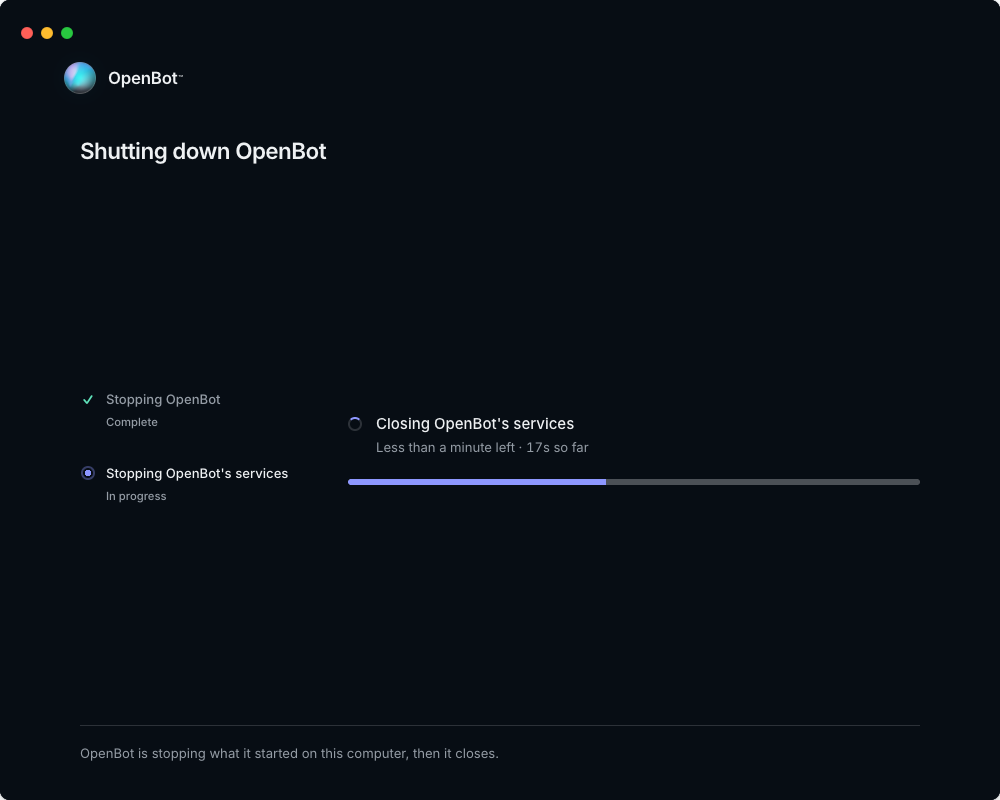 OpenBot™
Shutting down OpenBot
Stopping OpenBot
Complete
Stopping OpenBot's services
In progress
Closing OpenBot's services
Less than a minute left · 17s so far
OpenBot is stopping what it started on this computer, then it closes.